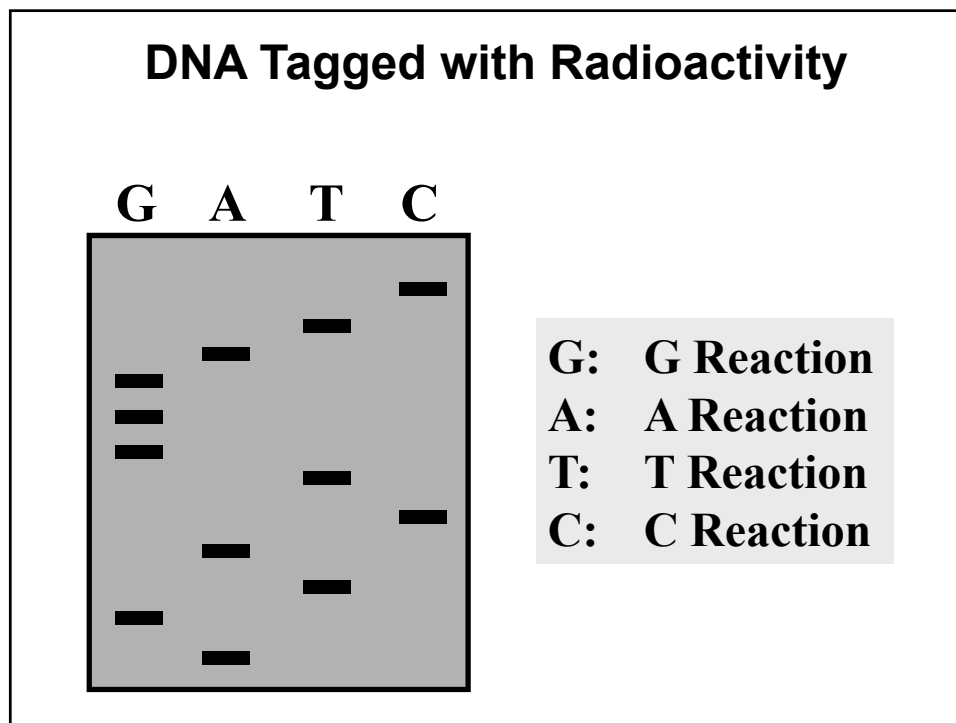 DNA Tagged with Radioactivity
G A T C
G: G Reaction
A: A Reaction
T: T Reaction
C: C Reaction